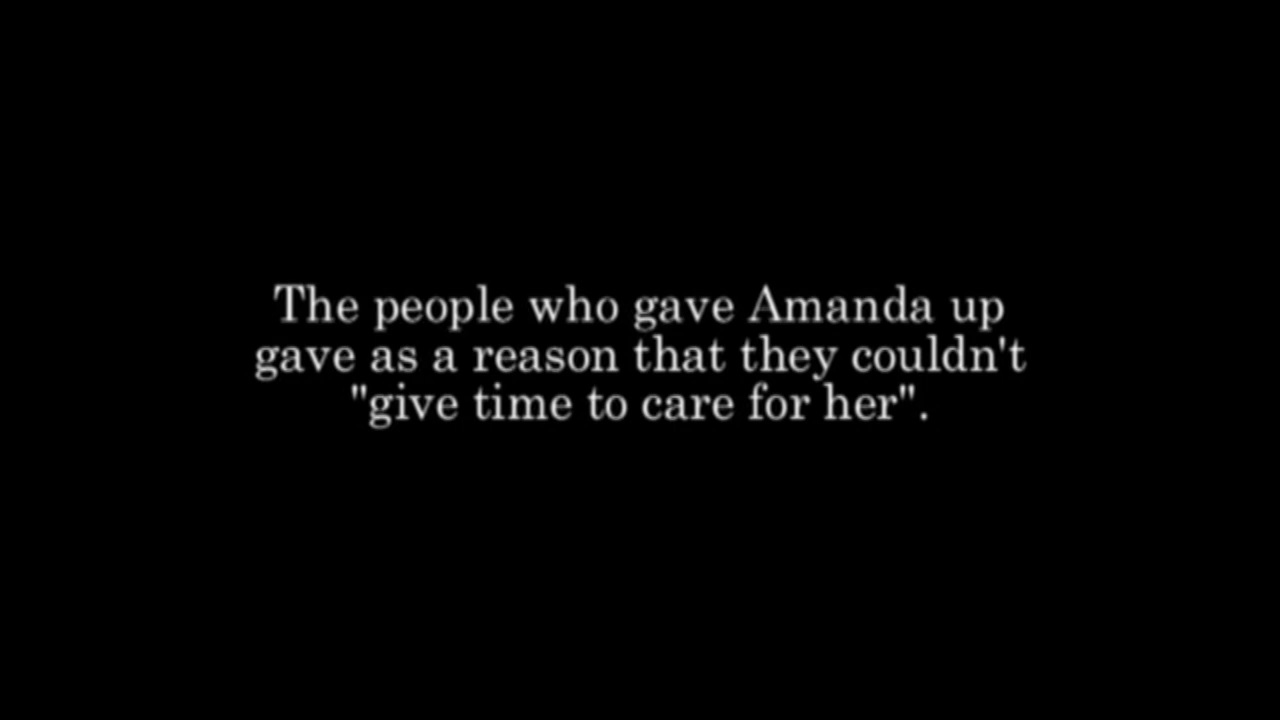 The people who gave Amanda up
gave as a reason that they couldn't
"give time to care for her".